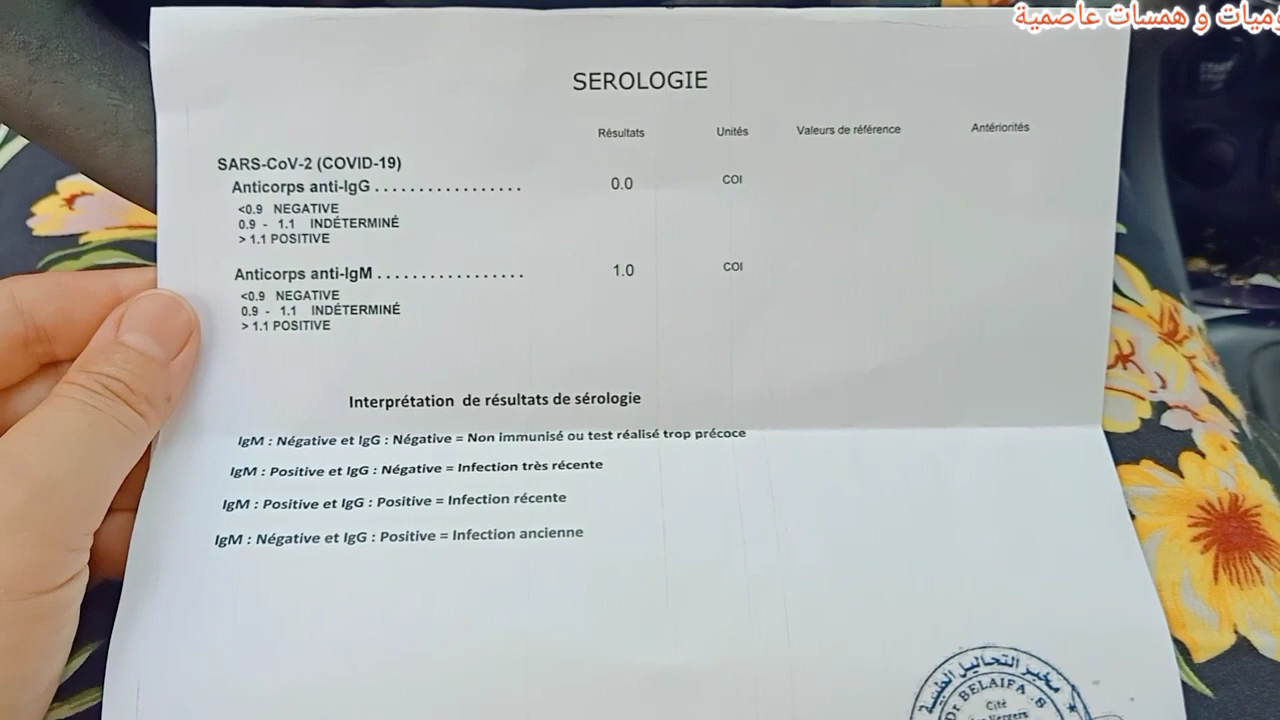 وميات و همسات عاصمية
SEROLOGIE
Résultats Unités Valeurs de référence Antériorités
SARS-CoV-2 (COVID-19)
Anticorps anti-IgG . . . . . . . . . . . . . . . . . 0.0 COI
<0.9 NEGATIVE
0.9 - 1.1 INDÉTERMINÉ
> 1.1 POSITIVE
Anticorps anti-IgM . . . . . . . . . . . . . . . . . 1.0 COI
<0.9 NEGATIVE
0.9 - 1.1 INDÉTERMINÉ
> 1.1 POSITIVE
Interprétation de résultats de sérologie
IgM : Négative et IgG : Négative = Non immunisé ou test réalisé trop précoce
IgM : Positive et IgG : Négative = Infection très récente
IgM : Positive et IgG : Positive = Infection récente
IgM : Négative et IgG : Positive = Infection ancienne
مخبر التحاليل الطبية
Dr BELAIFA .S
Cité